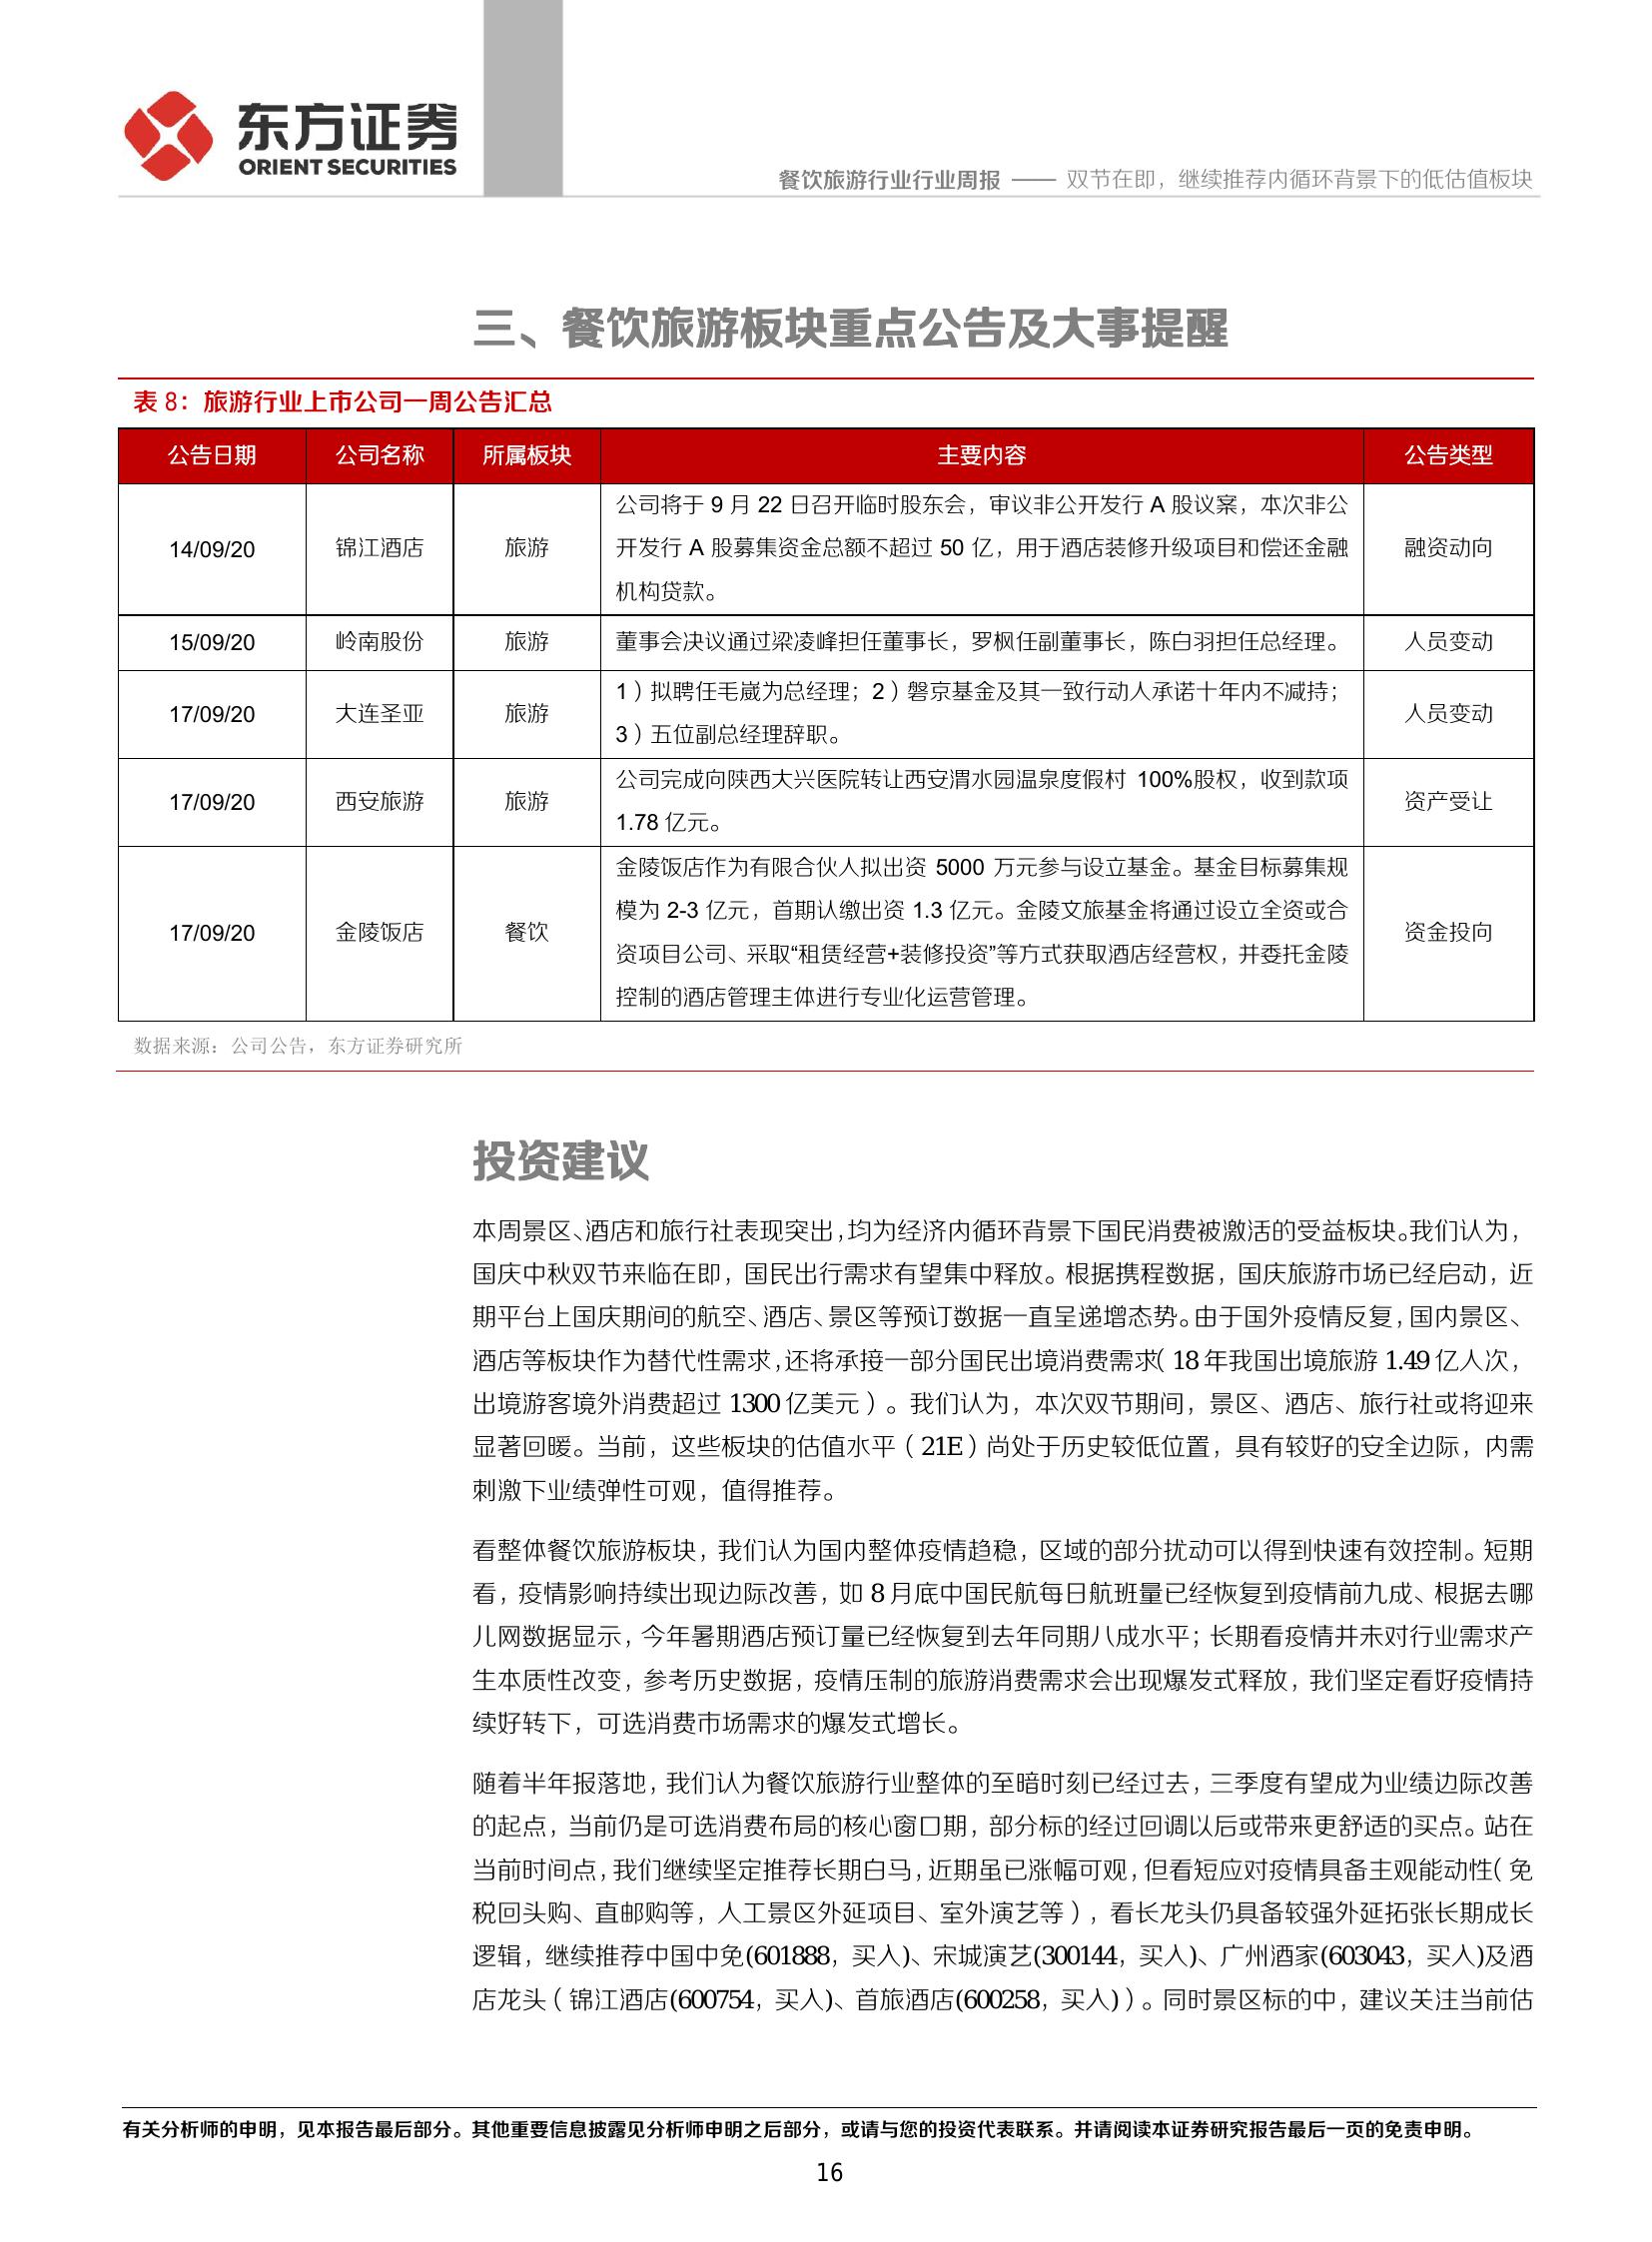 东方证券
ORIENT SECURITIES
餐饮旅游行业行业周报 —— 双节在即，继续推荐内循环背景下的低估值板块
三、餐饮旅游板块重点公告及大事提醒
表 8：旅游行业上市公司一周公告汇总
公告日期 公司名称 所属板块 主要内容 公告类型
14/09/20 锦江酒店 旅游 公司将于 9 月 22 日召开临时股东会，审议非公开发行 A 股议案，本次非公
开发行 A 股募集资金总额不超过 50 亿，用于酒店装修升级项目和偿还金融
机构贷款。 融资动向
15/09/20 岭南股份 旅游 董事会决议通过梁凌峰担任董事长，罗枫任副董事长，陈白羽担任总经理。 人员变动
17/09/20 大连圣亚 旅游 1）拟聘任毛崴为总经理；2）磐京基金及其一致行动人承诺十年内不减持；
3）五位副总经理辞职。 人员变动
17/09/20 西安旅游 旅游 公司完成向陕西大兴医院转让西安渭水园温泉度假村 100%股权，收到款项
1.78 亿元。 资产受让
17/09/20 金陵饭店 餐饮 金陵饭店作为有限合伙人拟出资 5000 万元参与设立基金。基金目标募集规
模为 2-3 亿元，首期认缴出资 1.3 亿元。金陵文旅基金将通过设立全资或合
资项目公司、采取“租赁经营+装修投资”等方式获取酒店经营权，并委托金陵
控制的酒店管理主体进行专业化运营管理。 资金投向
数据来源：公司公告，东方证券研究所
投资建议
本周景区、酒店和旅行社表现突出，均为经济内循环背景下国民消费被激活的受益板块。我们认为，
国庆中秋双节来临在即，国民出行需求有望集中释放。根据携程数据，国庆旅游市场已经启动，近
期平台上国庆期间的航空、酒店、景区等预订数据一直呈递增态势。由于国外疫情反复，国内景区、
酒店等板块作为替代性需求，还将承接一部分国民出境消费需求（18 年我国出境旅游 1.49 亿人次，
出境游客境外消费超过 1300 亿美元）。我们认为，本次双节期间，景区、酒店、旅行社或将迎来
显著回暖。当前，这些板块的估值水平（21E）尚处于历史较低位置，具有较好的安全边际，内需
刺激下业绩弹性可观，值得推荐。
看整体餐饮旅游板块，我们认为国内整体疫情趋稳，区域的部分扰动可以得到快速有效控制。短期
看，疫情影响持续出现边际改善，如 8 月底中国民航每日航班量已经恢复到疫情前九成、根据去哪
儿网数据显示，今年暑期酒店预订量已经恢复到去年同期八成水平；长期看疫情并未对行业需求产
生本质性改变，参考历史数据，疫情压制的旅游消费需求会出现爆发式释放，我们坚定看好疫情持
续好转下，可选消费市场需求的爆发式增长。
随着半年报落地，我们认为餐饮旅游行业整体的至暗时刻已经过去，三季度有望成为业绩边际改善
的起点，当前仍是可选消费布局的核心窗口期，部分标的经过回调以后或带来更舒适的买点。站在
当前时间点，我们继续坚定推荐长期白马，近期虽已涨幅可观，但看短应对疫情具备主观能动性（免
税回头购、直邮购等，人工景区外延项目、室外演艺等），看长龙头仍具备较强外延拓张长期成长
逻辑，继续推荐中国中免(601888，买入)、宋城演艺(300144，买入)、广州酒家(603043，买入)及酒
店龙头（锦江酒店(600754，买入)、首旅酒店(600258，买入)）。同时景区标的中，建议关注当前估
有关分析师的申明，见本报告最后部分。其他重要信息披露见分析师申明之后部分，或请与您的投资代表联系。并请阅读本证券研究报告最后一页的免责申明。
16